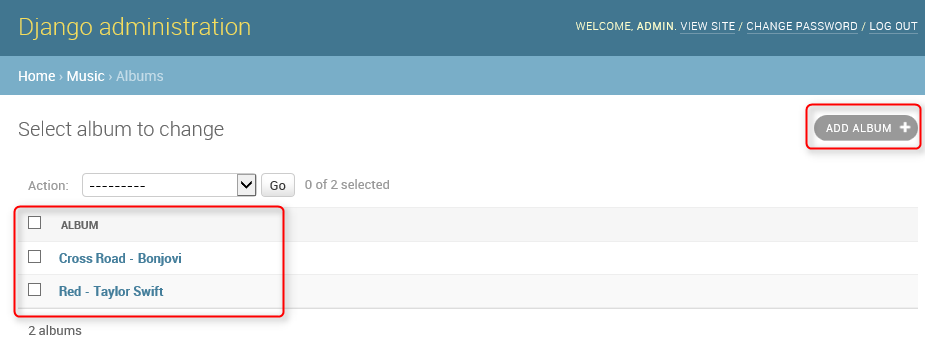 Django administration
WELCOME, ADMIN. VIEW SITE / CHANGE PASSWORD / LOG OUT
Home › Music › Albums
Select album to change
ADD ALBUM +
Action: --------- Go 0 of 2 selected
ALBUM
Cross Road - Bonjovi
Red - Taylor Swift
2 albums